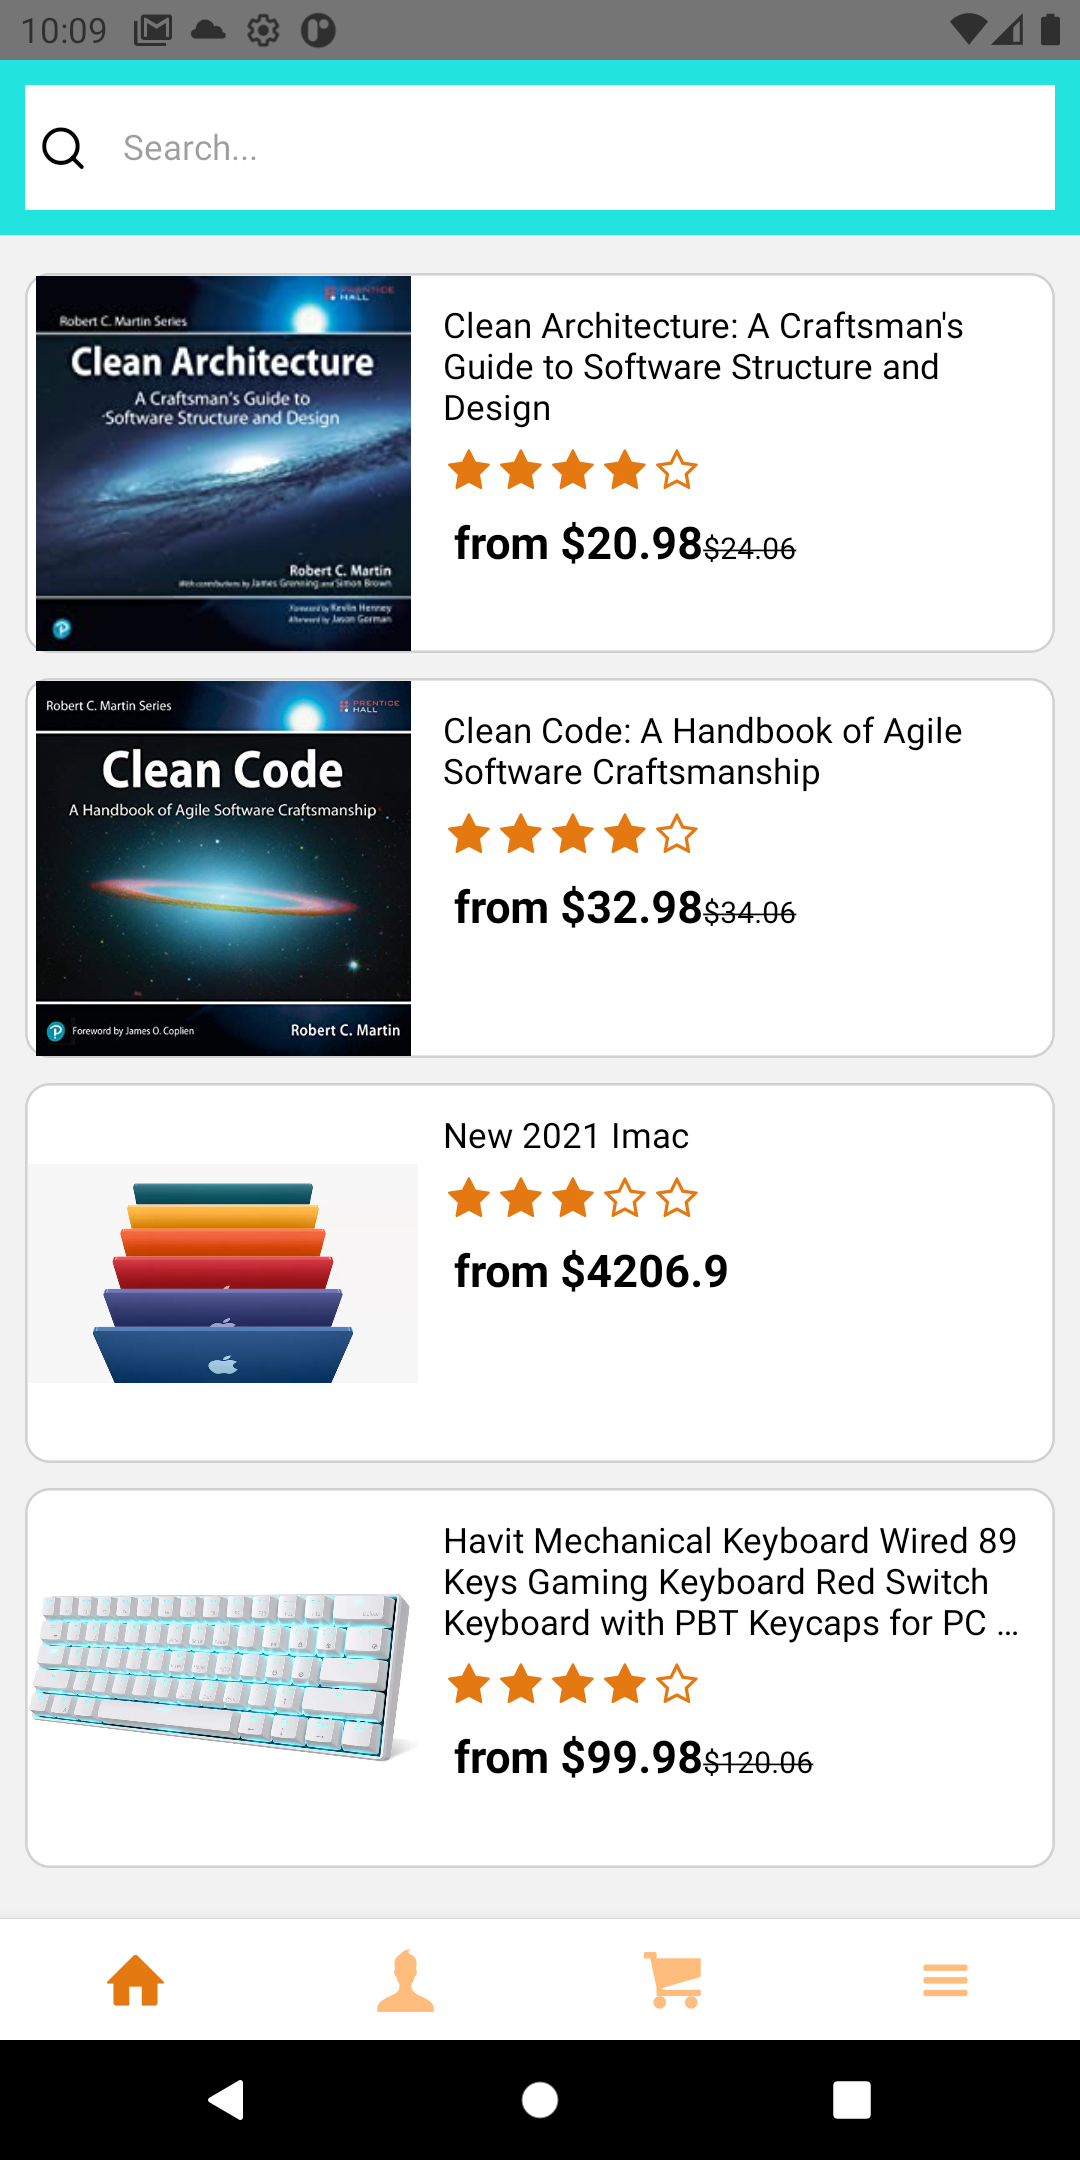 10:09
Search...
PRENTICE
HALL
Robert C. Martin Series
Clean Architecture
A Craftsman's Guide to
Software Structure and Design
Robert C. Martin
With contributions by James Grenning and Simon Brown
Foreword by Kevlin Henney
Afterword by Jason Gorman
Clean Architecture: A Craftsman's
Guide to Software Structure and
Design
from $20.98 $24.06
Robert C. Martin Series
PRENTICE
HALL
Clean Code
A Handbook of Agile Software Craftsmanship
Foreword by James O. Coplien
Robert C. Martin
Clean Code: A Handbook of Agile
Software Craftsmanship
from $32.98 $34.06
New 2021 Imac
from $4206.9
Havit Mechanical Keyboard Wired 89
Keys Gaming Keyboard Red Switch
Keyboard with PBT Keycaps for PC ...
from $99.98 $120.06